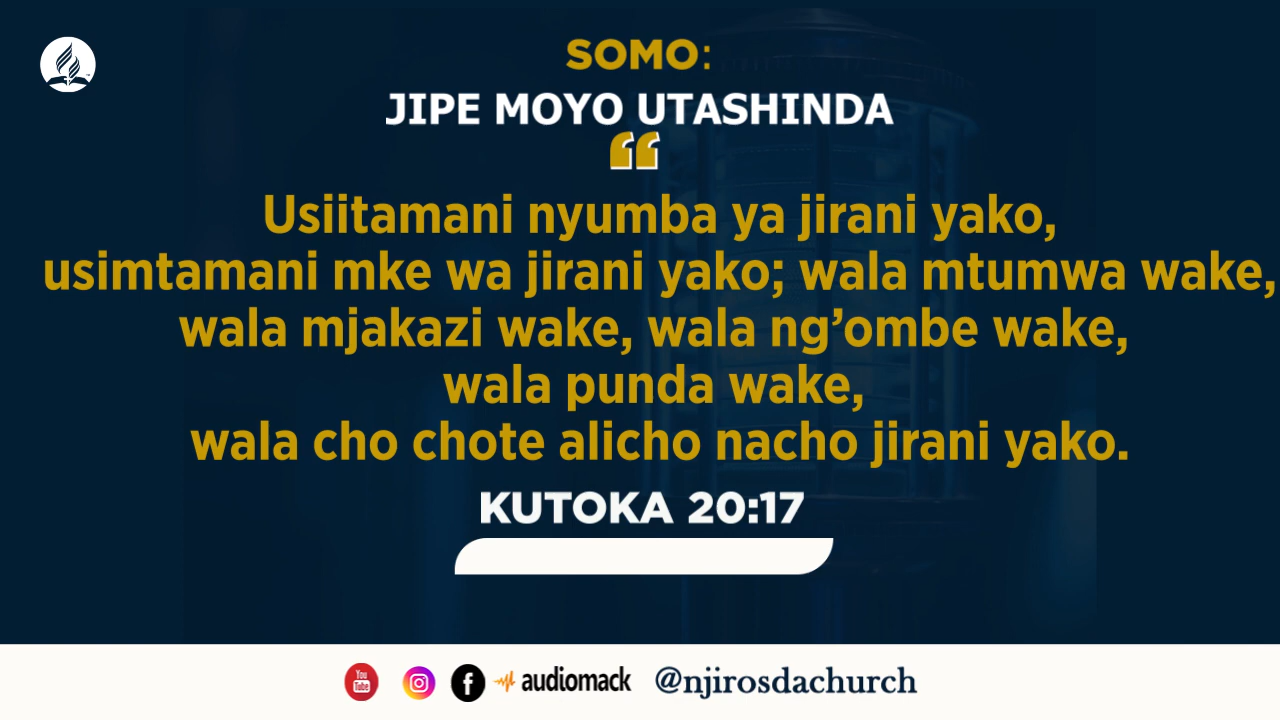 SOMO:
JIPE MOYO UTASHINDA
“
Usiitamani nyumba ya jirani yako,
usimtamani mke wa jirani yako; wala mtumwa wake,
wala mjakazi wake, wala ng’ombe wake,
wala punda wake,
wala cho chote alicho nacho jirani yako.
KUTOKA 20:17
You Tube audiomack @njirosdachurch